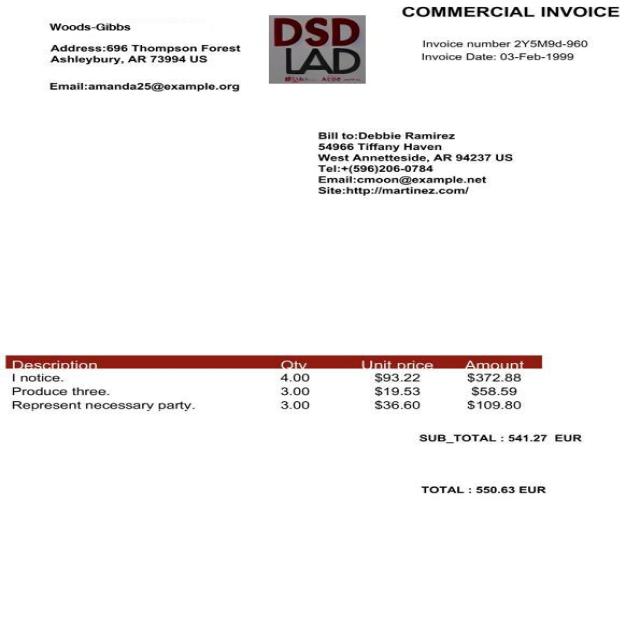 COMMERCIAL INVOICE
Woods-Gibbs
Address:696 Thompson Forest
Ashleybury, AR 73994 US
Email:amanda25@example.org
DSD
LAD
Invoice number 2Y5M9d-960
Invoice Date: 03-Feb-1999
Bill to:Debbie Ramirez
54966 Tiffany Haven
West Annetteside, AR 94237 US
Tel:+(596)206-0784
Email:cmoon@example.net
Site:http://martinez.com/
Description Qty Unit price Amount
I notice. 4.00 $93.22 $372.88
Produce three. 3.00 $19.53 $58.59
Represent necessary party. 3.00 $36.60 $109.80
SUB_TOTAL : 541.27 EUR
TOTAL : 550.63 EUR